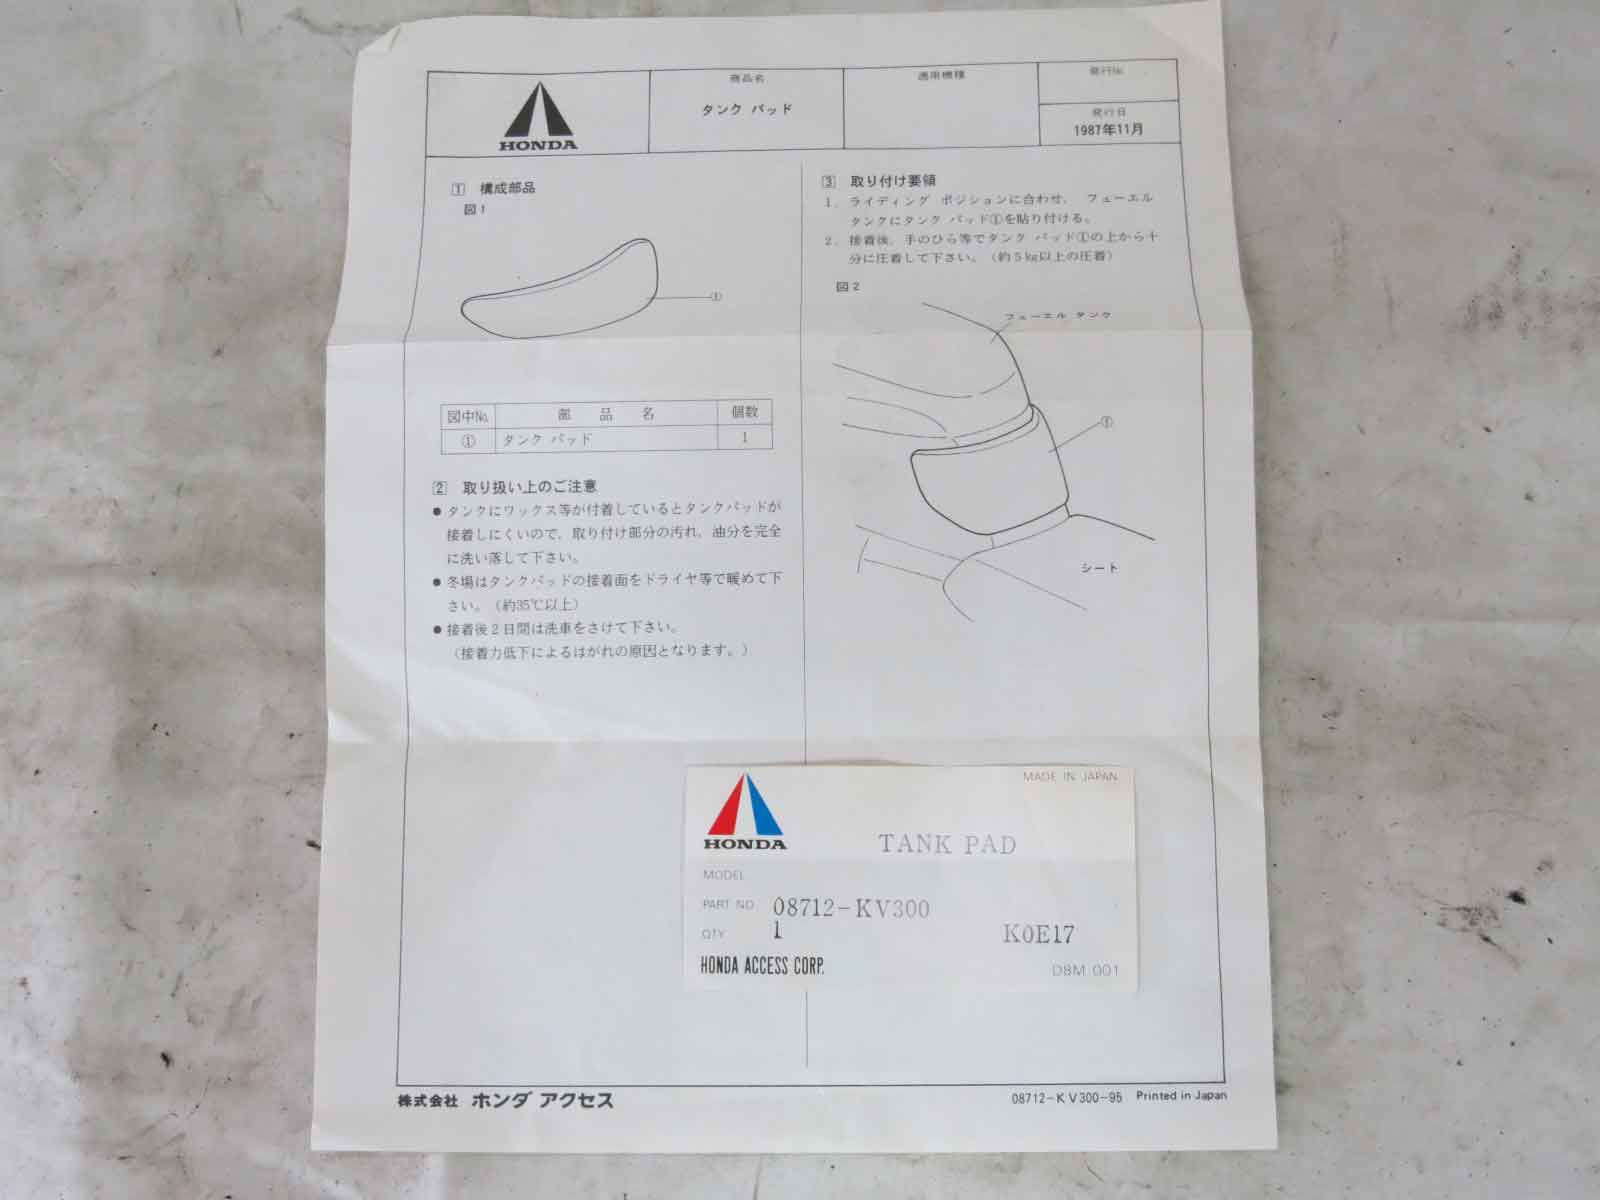 HONDA
商品名
タンク パッド
適用機種
発行No.
発行日
1987年11月
1 構成部品
図1
①
図中No. 部品名 個数
① タンク パッド 1
2 取り扱い上のご注意
● タンクにワックス等が付着しているとタンクパッドが
接着しにくいので、取り付け部分の汚れ、油分を完全
に洗い落して下さい。
● 冬場はタンクパッドの接着面をドライヤ等で暖めて下
さい。(約35℃以上)
● 接着後2日間は洗車をさけて下さい。
(接着力低下によるはがれの原因となります。)
3 取り付け要領
1. ライディング ポジションに合わせ、フューエル
タンクにタンク パッド①を貼り付ける。
2. 接着後、手のひら等でタンク パッド①の上から十
分に圧着して下さい。(約5kg以上の圧着)
図2
フューエル タンク
①
シート
MADE IN JAPAN
HONDA
TANK PAD
MODEL
PART NO 08712-KV300
QTY 1
K0E17
HONDA ACCESS CORP.
D8M 001
株式会社 ホンダ アクセス
08712-KV300-95 Printed in Japan